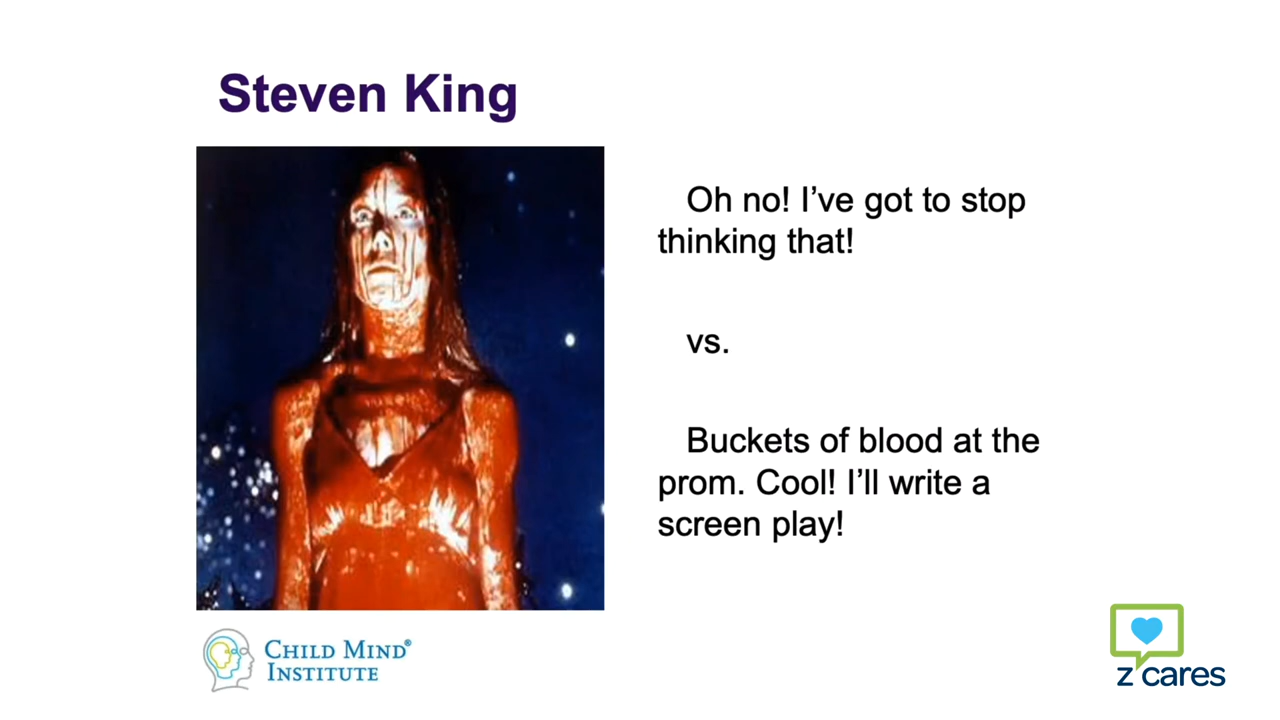 Steven King
Oh no! I’ve got to stop
thinking that!
vs.
Buckets of blood at the
prom. Cool! I’ll write a
screen play!
CHILD MIND®
INSTITUTE
z cares